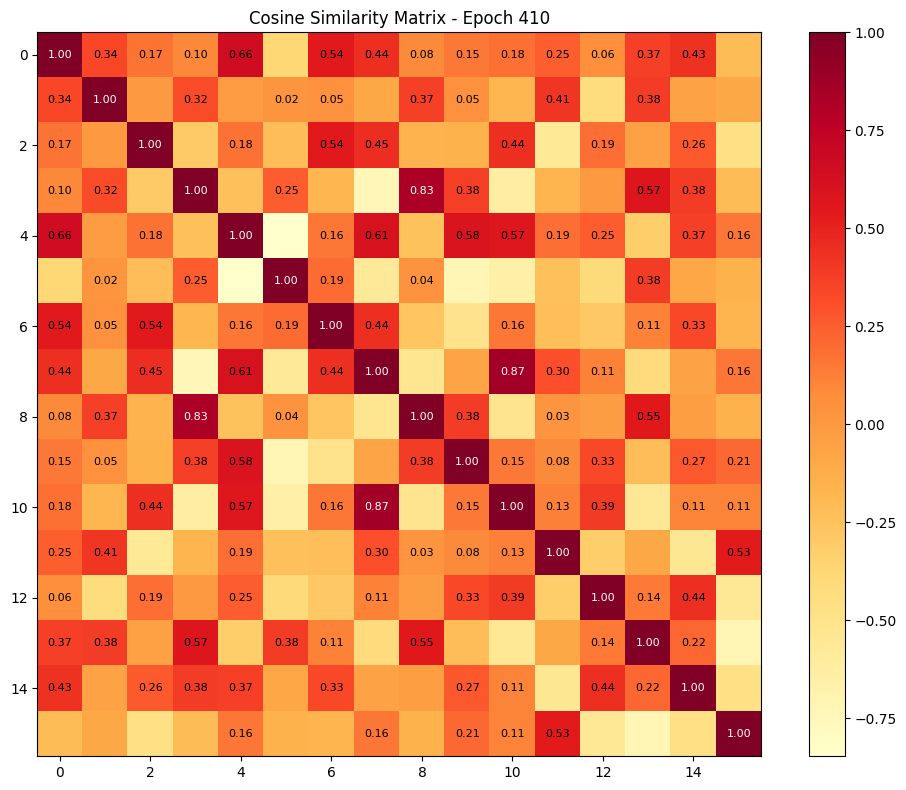 Cosine Similarity Matrix - Epoch 410
0 1.00 0.34 0.17 0.10 0.66 0.54 0.44 0.08 0.15 0.18 0.25 0.06 0.37 0.43 1.00
0.34 1.00 0.32 0.02 0.05 0.37 0.05 0.41 0.38 0.75
2 0.17 1.00 0.18 0.54 0.45 0.44 0.19 0.26
0.10 0.32 1.00 0.25 0.83 0.38 0.57 0.38 0.50
4 0.66 0.18 1.00 0.16 0.61 0.58 0.57 0.19 0.25 0.37 0.16
0.02 0.25 1.00 0.19 0.04 0.38 0.25
6 0.54 0.05 0.54 0.16 0.19 1.00 0.44 0.16 0.11 0.33
0.44 0.45 0.61 0.44 1.00 0.87 0.30 0.11 0.16
8 0.08 0.37 0.83 0.04 1.00 0.38 0.03 0.55 0.00
0.15 0.05 0.38 0.58 0.38 1.00 0.15 0.08 0.33 0.27 0.21
10 0.18 0.44 0.57 0.16 0.87 0.15 1.00 0.13 0.39 0.11 0.11 −0.25
0.25 0.41 0.19 0.30 0.03 0.08 0.13 1.00 0.53
12 0.06 0.19 0.25 0.11 0.33 0.39 1.00 0.14 0.44 −0.50
0.37 0.38 0.57 0.38 0.11 0.55 0.14 1.00 0.22
14 0.43 0.26 0.38 0.37 0.33 0.27 0.11 0.44 0.22 1.00 −0.75
0.16 0.16 0.21 0.11 0.53 1.00
0 2 4 6 8 10 12 14